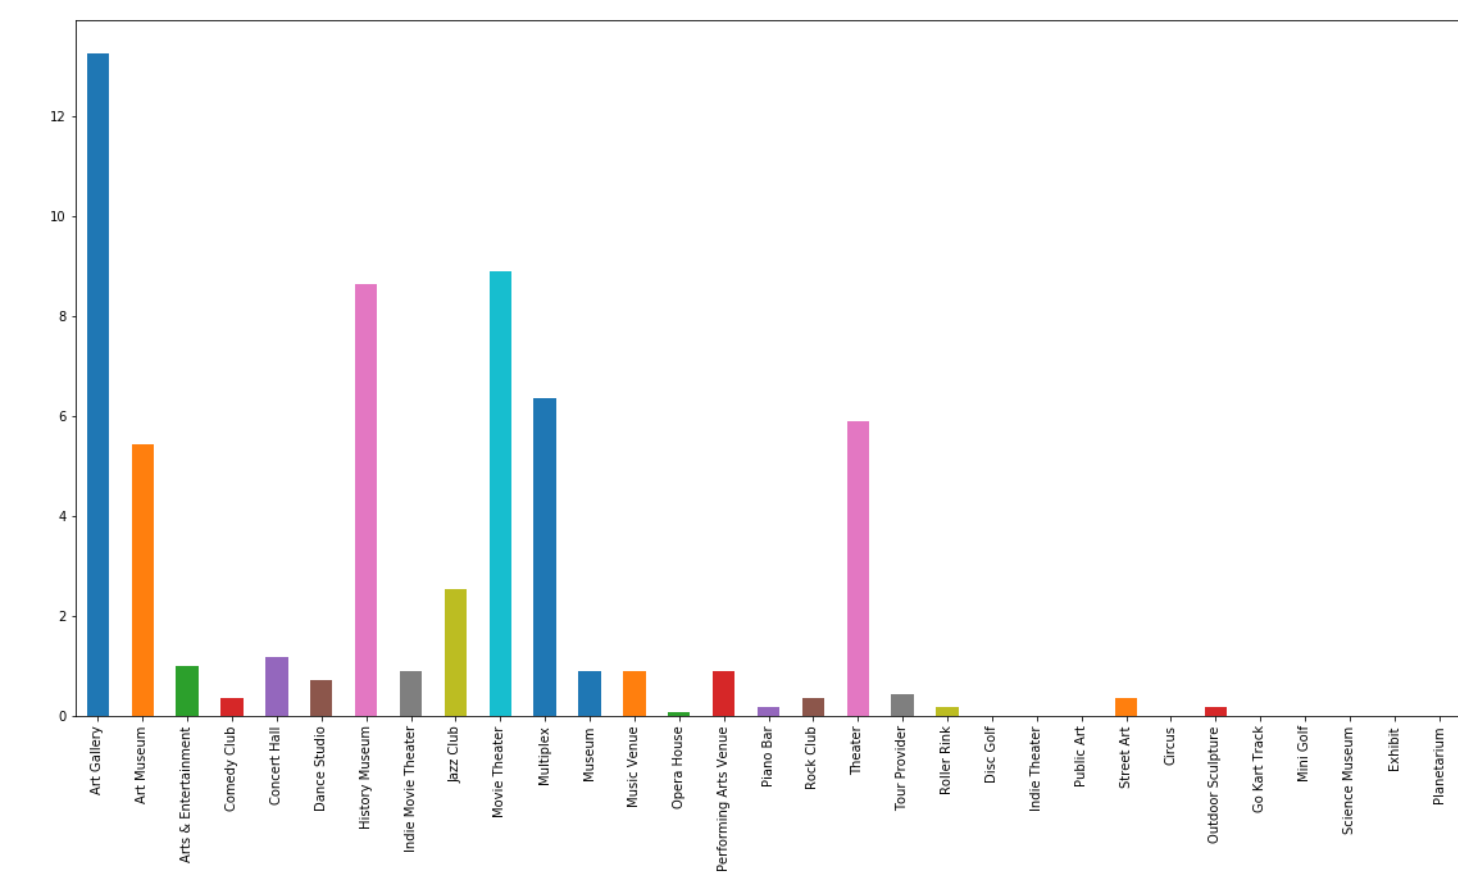 12
10
8
6
4
2
0
Art Gallery
Art Museum
Arts & Entertainment
Comedy Club
Concert Hall
Dance Studio
History Museum
Indie Movie Theater
Jazz Club
Movie Theater
Multiplex
Museum
Music Venue
Opera House
Performing Arts Venue
Piano Bar
Rock Club
Theater
Tour Provider
Roller Rink
Disc Golf
Indie Theater
Public Art
Street Art
Circus
Outdoor Sculpture
Go Kart Track
Mini Golf
Science Museum
Exhibit
Planetarium